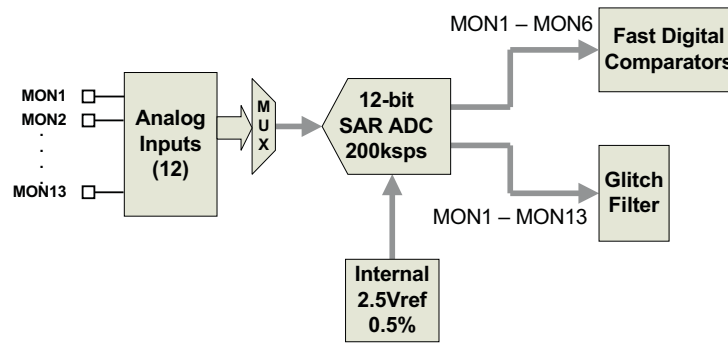 MON1 – MON6
Fast Digital
Comparators
MON1
MON2
MON13
Analog
Inputs
(12)
M
U
X
12-bit
SAR ADC
200ksps
Glitch
Filter
MON1 – MON13
Internal
2.5Vref
0.5%